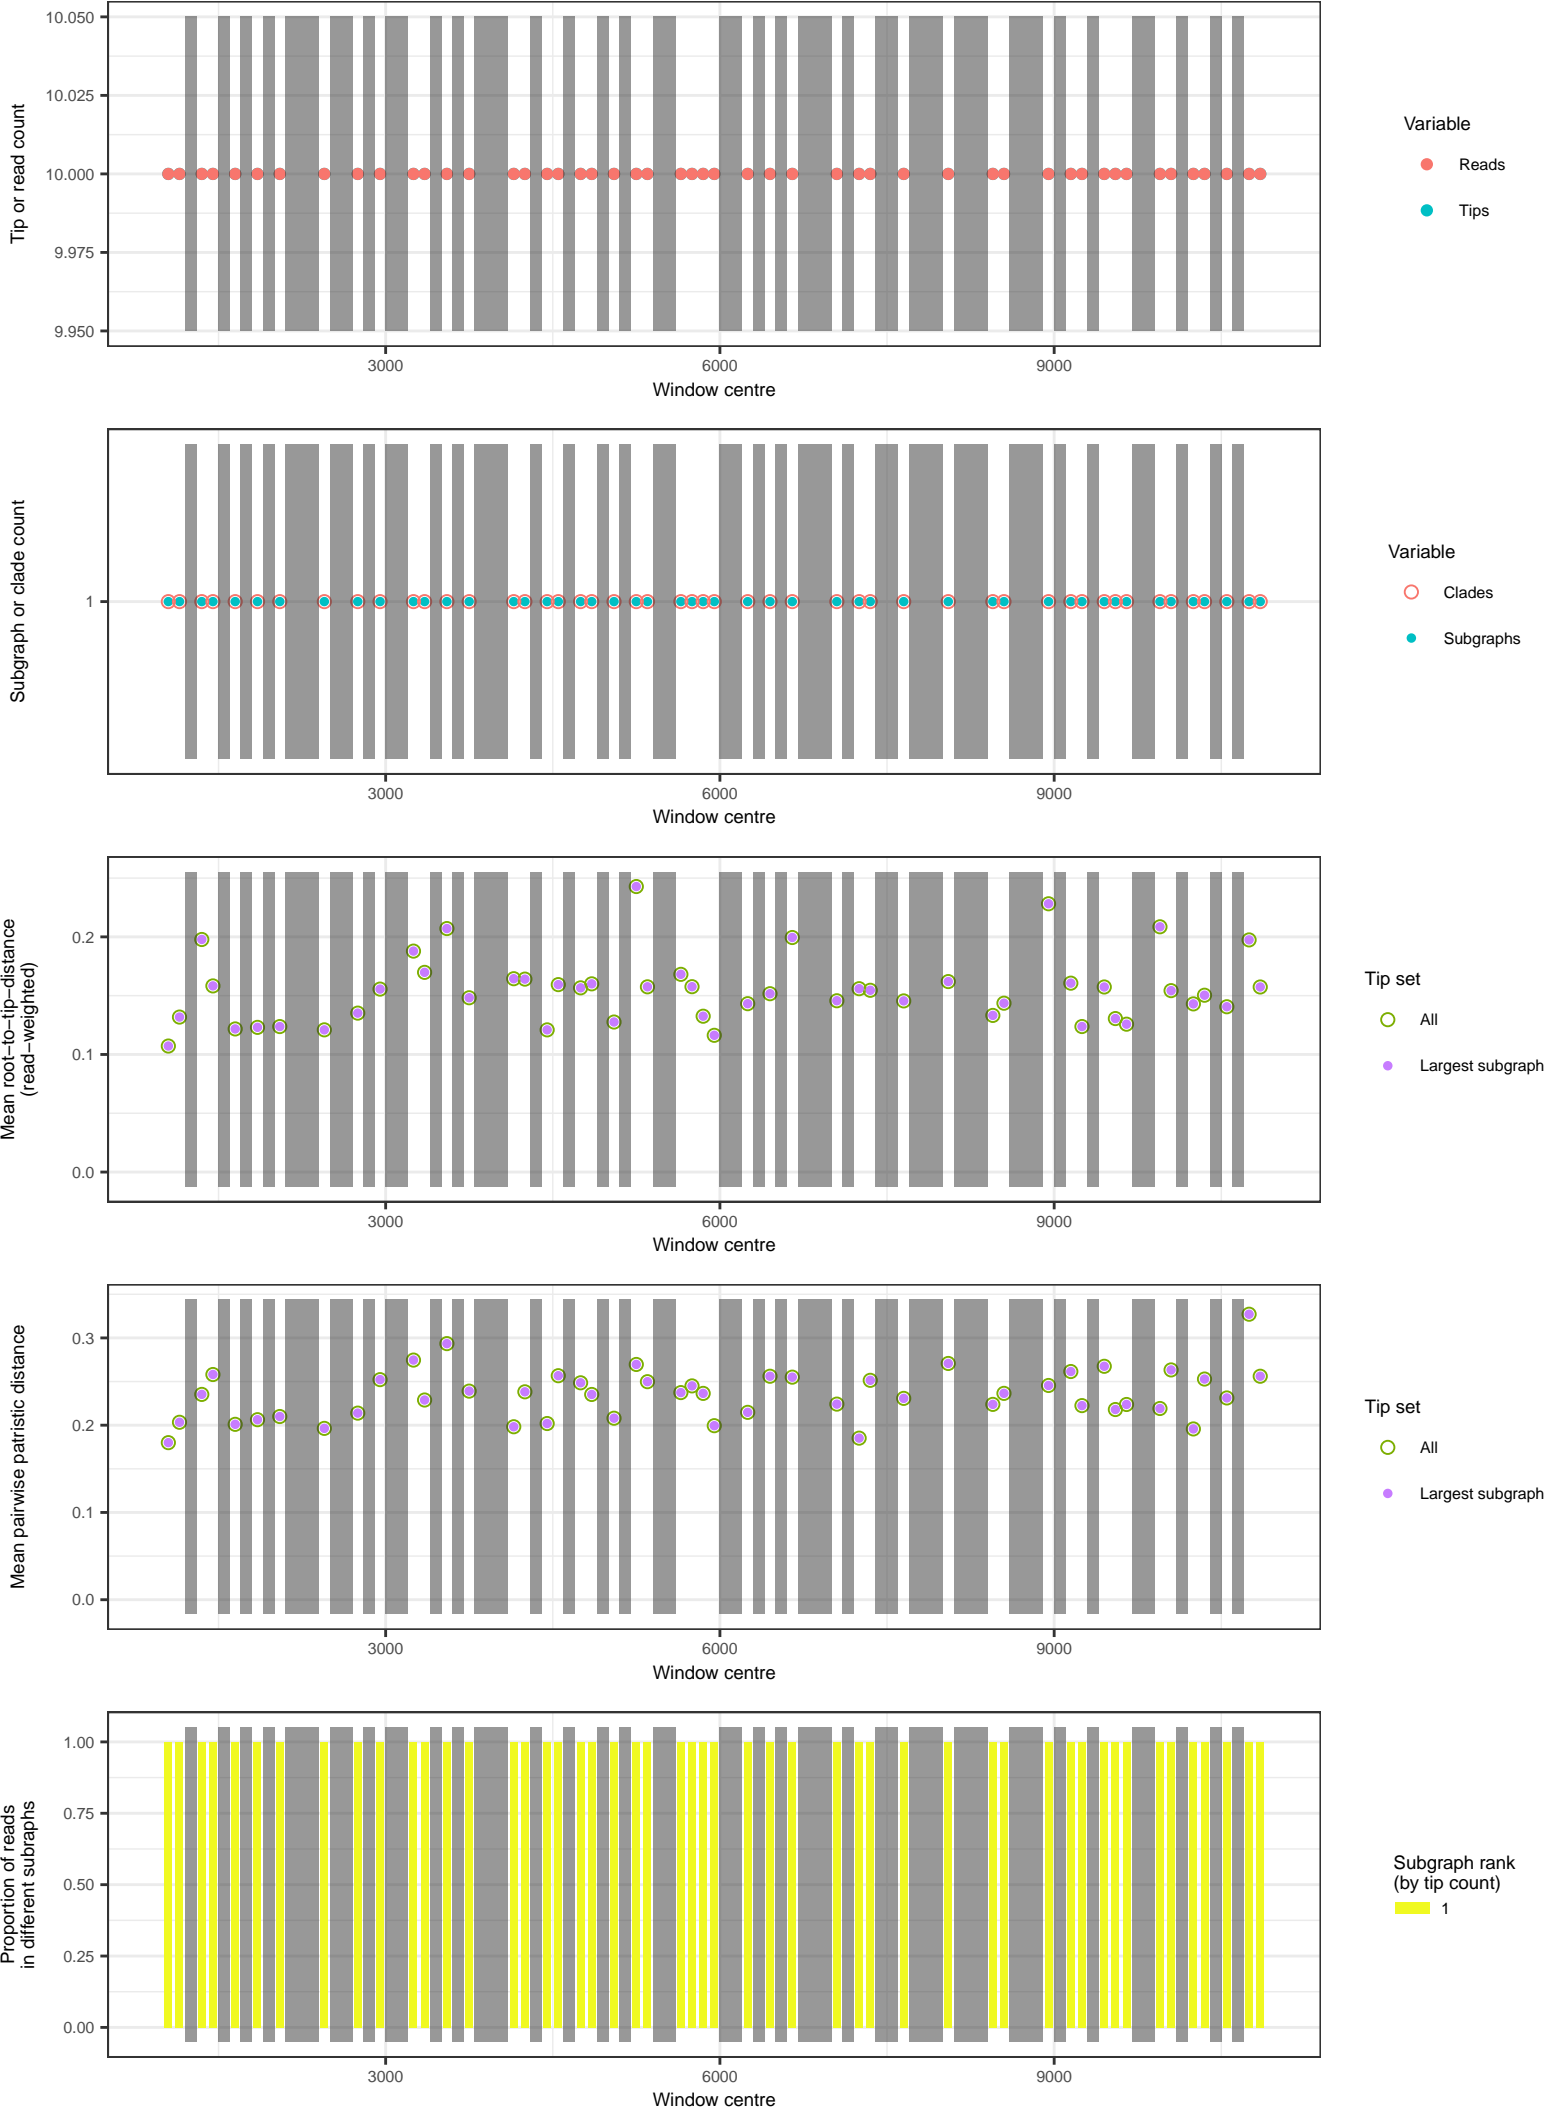 10.050
10.025
10.000
9.975
9.950
Tip or read count
3000
6000
9000
Window centre
Variable
Reads
Tips
1
Subgraph or clade count
3000
6000
9000
Window centre
Variable
Clades
Subgraphs
0.2
0.1
0.0
Mean root−to−tip−distance
(read−weighted)
3000
6000
9000
Window centre
Tip set
All
Largest subgraph
0.3
0.2
0.1
0.0
Mean pairwise patristic distance
3000
6000
9000
Window centre
Tip set
All
Largest subgraph
1.00
0.75
0.50
0.25
0.00
Proportion of reads
in different subraphs
3000
6000
9000
Window centre
Subgraph rank
(by tip count)
1